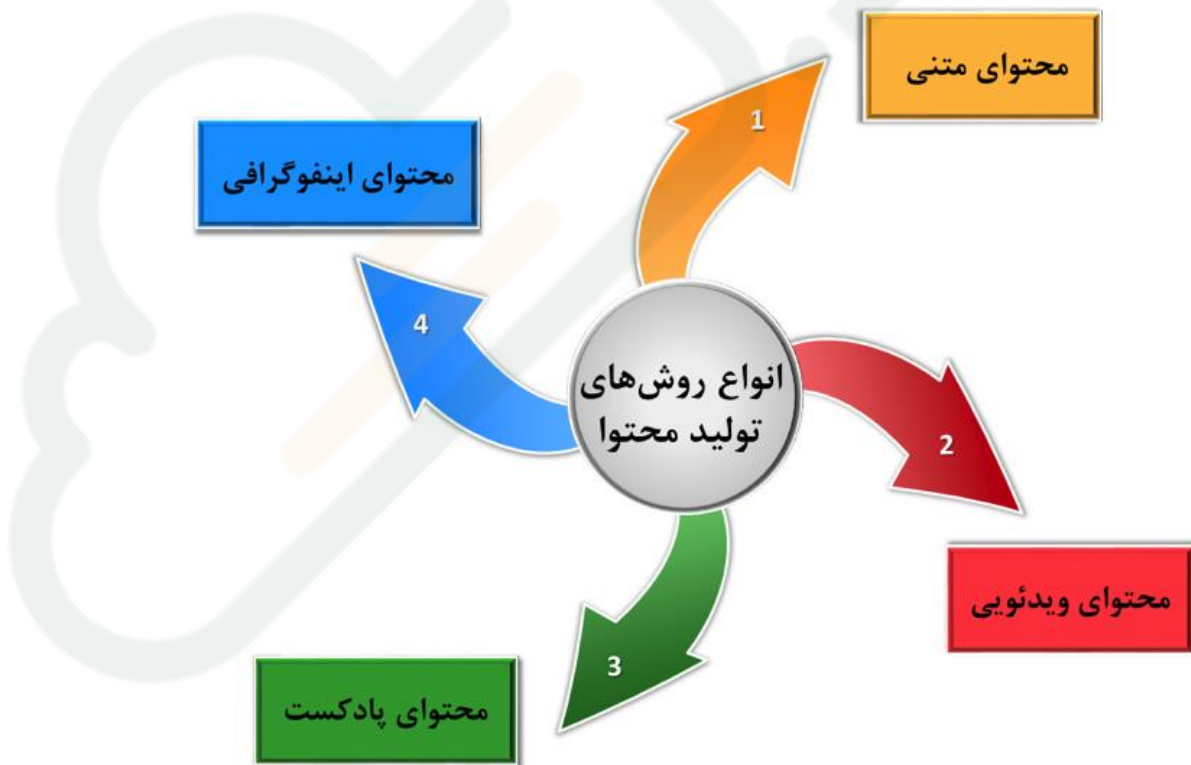 محتوای متنی
1
محتوای اینفوگرافی
4
انواع روش‌های
تولید محتوا
2
محتوای ویدئویی
3
محتوای پادکست